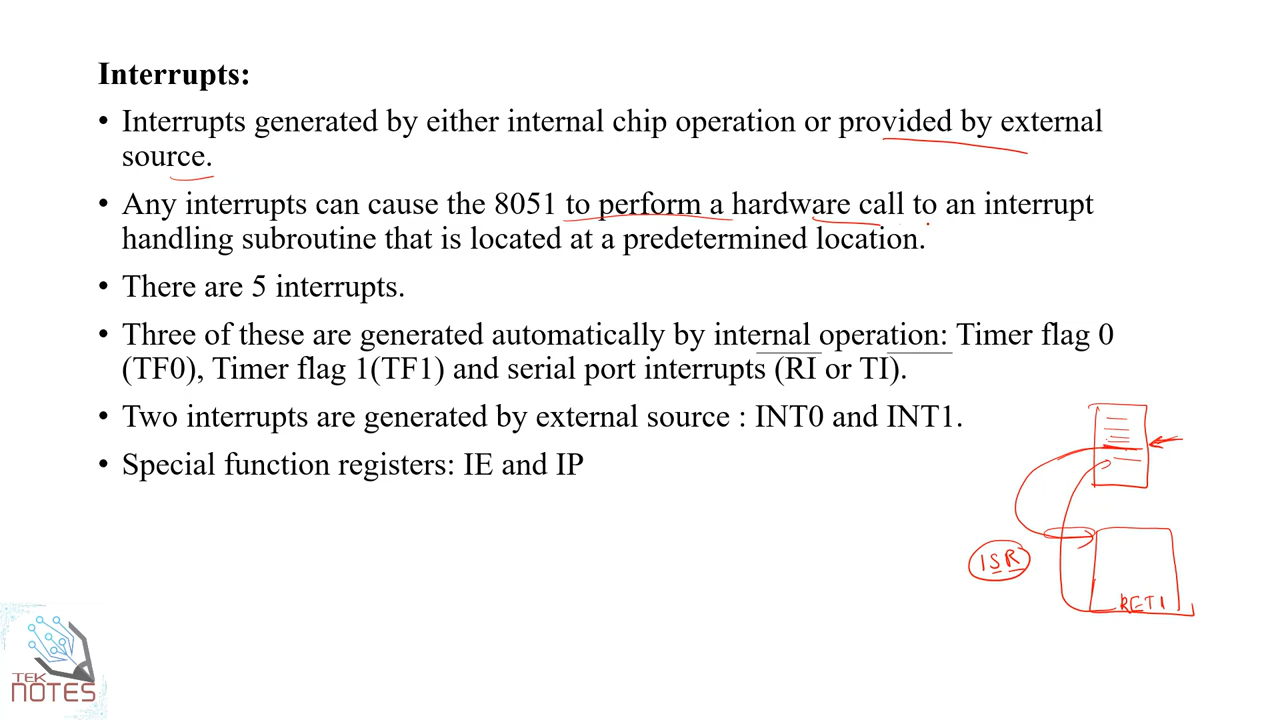 Interrupts:
• Interrupts generated by either internal chip operation or provided by external
source.
• Any interrupts can cause the 8051 to perform a hardware call to an interrupt
handling subroutine that is located at a predetermined location.
• There are 5 interrupts.
• Three of these are generated automatically by internal operation: Timer flag 0
(TF0), Timer flag 1(TF1) and serial port interrupts (RI or TI).
• Two interrupts are generated by external source : INT0 and INT1.
• Special function registers: IE and IP
ISR
RETI
TEK
NOTES